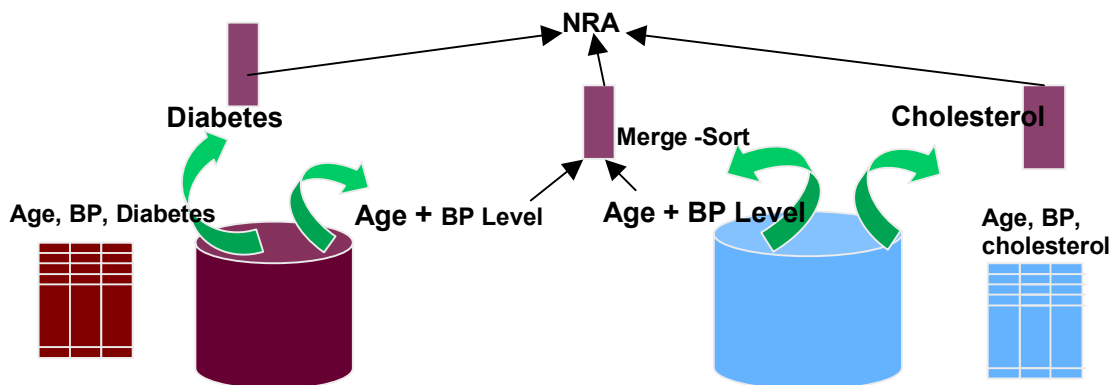 NRA
Diabetes
Cholesterol
Merge -Sort
Age, BP, Diabetes
Age + BP Level
Age + BP Level
Age, BP,
cholesterol